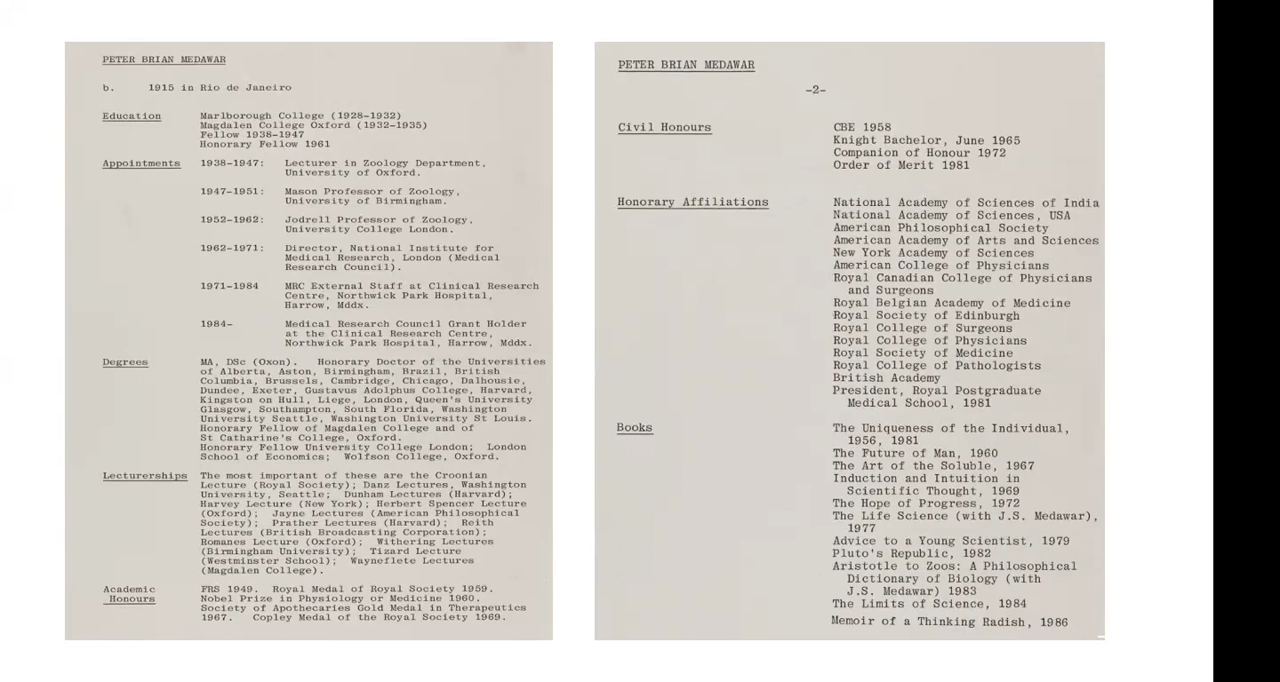 PETER BRIAN MEDAWAR
b. 1915 in Rio de Janeiro
Education Marlborough College (1928-1932)
Magdalen College Oxford (1932-1935)
Fellow 1938-1947
Honorary Fellow 1961
Appointments 1938-1947: Lecturer in Zoology Department,
University of Oxford.
1947-1951: Mason Professor of Zoology,
University of Birmingham.
1952-1962: Jodrell Professor of Zoology,
University College London.
1962-1971: Director, National Institute for
Medical Research, London (Medical
Research Council).
1971-1984 MRC External Staff at Clinical Research
Centre, Northwick Park Hospital,
Harrow, Mddx.
1984- Medical Research Council Grant Holder
at the Clinical Research Centre,
Northwick Park Hospital, Harrow, Mddx.
Degrees MA, DSc (Oxon). Honorary Doctor of the Universities
of Alberta, Aston, Birmingham, Brazil, British
Columbia, Brussels, Cambridge, Chicago, Dalhousie,
Dundee, Exeter, Gustavus Adolphus College, Harvard,
Kingston on Hull, Liege, London, Queen's University
Glasgow, Southampton, South Florida, Washington
University Seattle, Washington University St Louis.
Honorary Fellow of Magdalen College and of
St Catharine's College, Oxford.
Honorary Fellow University College London; London
School of Economics; Wolfson College, Oxford.
Lecturerships The most important of these are the Croonian
Lecture (Royal Society); Danz Lectures, Washington
University, Seattle; Dunham Lectures (Harvard);
Harvey Lecture (New York); Herbert Spencer Lecture
(Oxford); Jayne Lectures (American Philosophical
Society); Prather Lectures (Harvard); Reith
Lectures (British Broadcasting Corporation);
Romanes Lecture (Oxford); Withering Lectures
(Birmingham University); Tizard Lecture
(Westminster School); Wayneflete Lectures
(Magdalen College).
Academic FRS 1949. Royal Medal of Royal Society 1959.
Honours Nobel Prize in Physiology or Medicine 1960.
Society of Apothecaries Gold Medal in Therapeutics
1967. Copley Medal of the Royal Society 1969.
PETER BRIAN MEDAWAR
-2-
Civil Honours CBE 1958
Knight Bachelor, June 1965
Companion of Honour 1972
Order of Merit 1981
Honorary Affiliations National Academy of Sciences of India
National Academy of Sciences, USA
American Philosophical Society
American Academy of Arts and Sciences
New York Academy of Sciences
American College of Physicians
Royal Canadian College of Physicians
and Surgeons
Royal Belgian Academy of Medicine
Royal Society of Edinburgh
Royal College of Surgeons
Royal College of Physicians
Royal Society of Medicine
Royal College of Pathologists
British Academy
President, Royal Postgraduate
Medical School, 1981
Books The Uniqueness of the Individual,
1956, 1981
The Future of Man, 1960
The Art of the Soluble, 1967
Induction and Intuition in
Scientific Thought, 1969
The Hope of Progress, 1972
The Life Science (with J.S. Medawar),
1977
Advice to a Young Scientist, 1979
Pluto's Republic, 1982
Aristotle to Zoos: A Philosophical
Dictionary of Biology (with
J.S. Medawar) 1983
The Limits of Science, 1984
Memoir of a Thinking Radish, 1986